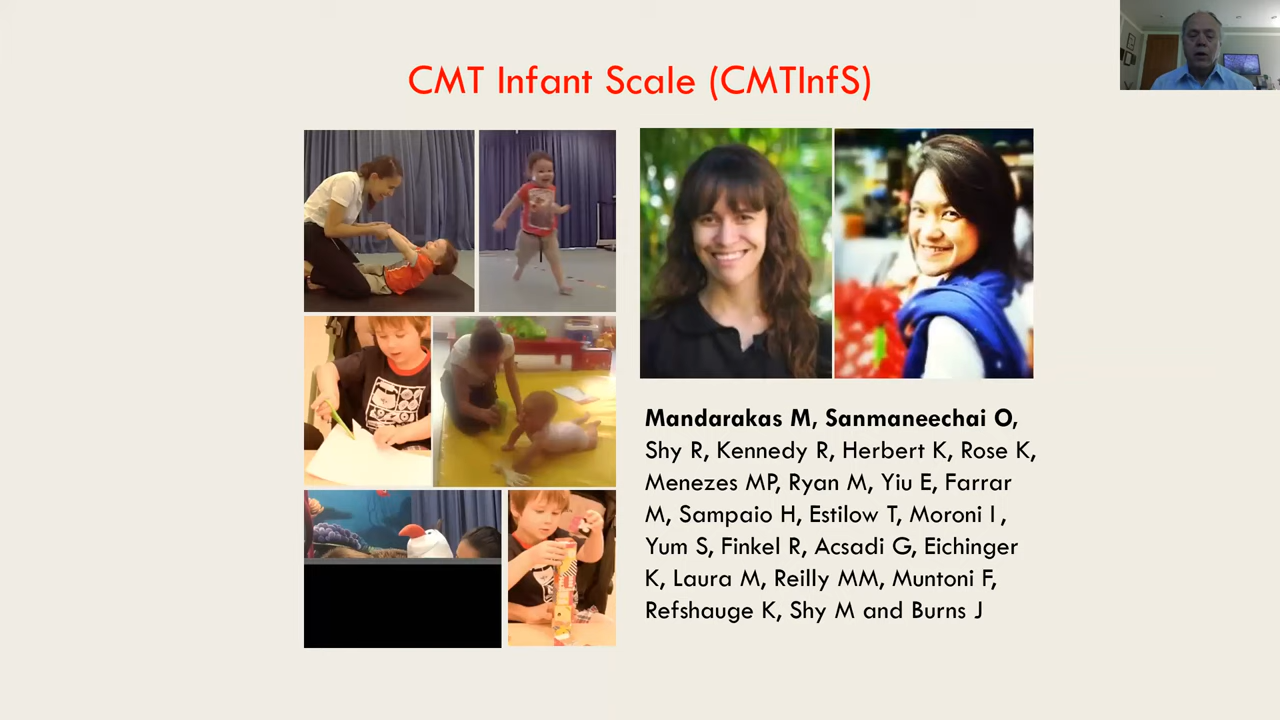 CMT Infant Scale (CMTInfS)
Mandarakas M, Sanmaneechai O,
Shy R, Kennedy R, Herbert K, Rose K,
Menezes MP, Ryan M, Yiu E, Farrar
M, Sampaio H, Estilow T, Moroni I ,
Yum S, Finkel R, Acsadi G, Eichinger
K, Laura M, Reilly MM, Muntoni F,
Refshauge K, Shy M and Burns J